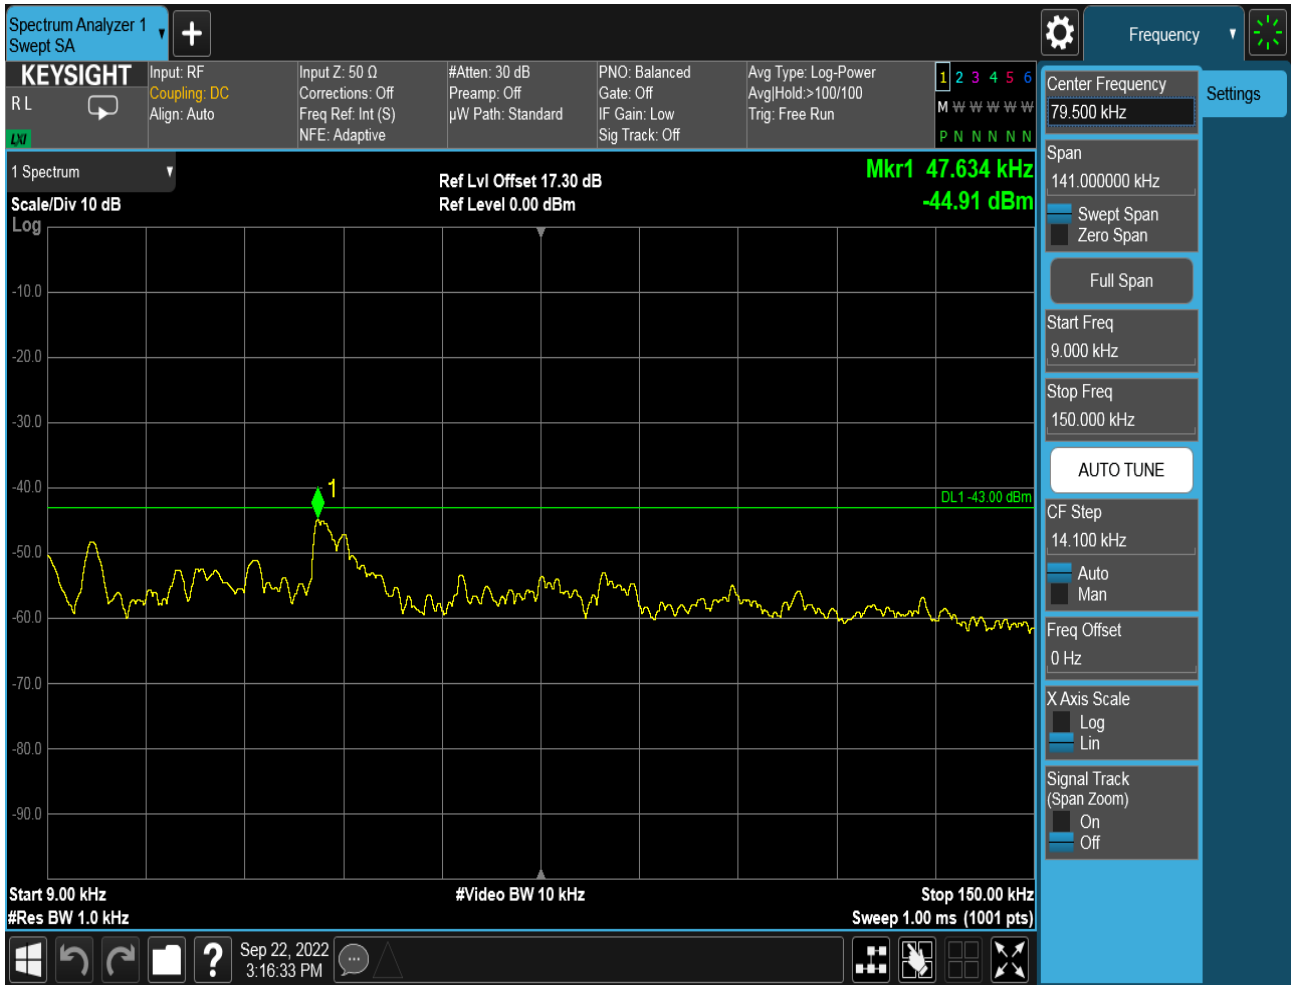 Spectrum Analyzer 1
Swept SA
Frequency
KEYSIGHT
R L
LXI
Input: RF
Coupling: DC
Align: Auto
Input Z: 50 Ω
Corrections: Off
Freq Ref: Int (S)
NFE: Adaptive
#Atten: 30 dB
Preamp: Off
µW Path: Standard
PNO: Balanced
Gate: Off
IF Gain: Low
Sig Track: Off
Avg Type: Log-Power
Avg|Hold:>100/100
Trig: Free Run
1 2 3 4 5 6
M W W W W W
P N N N N N
1 Spectrum
Scale/Div 10 dB
Log
Ref Lvl Offset 17.30 dB
Ref Level 0.00 dBm
Mkr1 47.634 kHz
-44.91 dBm
-10.0
-20.0
-30.0
-40.0
1
DL1 -43.00 dBm
-50.0
-60.0
-70.0
-80.0
-90.0
Start 9.00 kHz
#Video BW 10 kHz
Stop 150.00 kHz
#Res BW 1.0 kHz
Sweep 1.00 ms (1001 pts)
Sep 22, 2022
3:16:33 PM
?
Center Frequency
79.500 kHz
Settings
Span
141.000000 kHz
Swept Span
Zero Span
Full Span
Start Freq
9.000 kHz
Stop Freq
150.000 kHz
AUTO TUNE
CF Step
14.100 kHz
Auto
Man
Freq Offset
0 Hz
X Axis Scale
Log
Lin
Signal Track
(Span Zoom)
On
Off